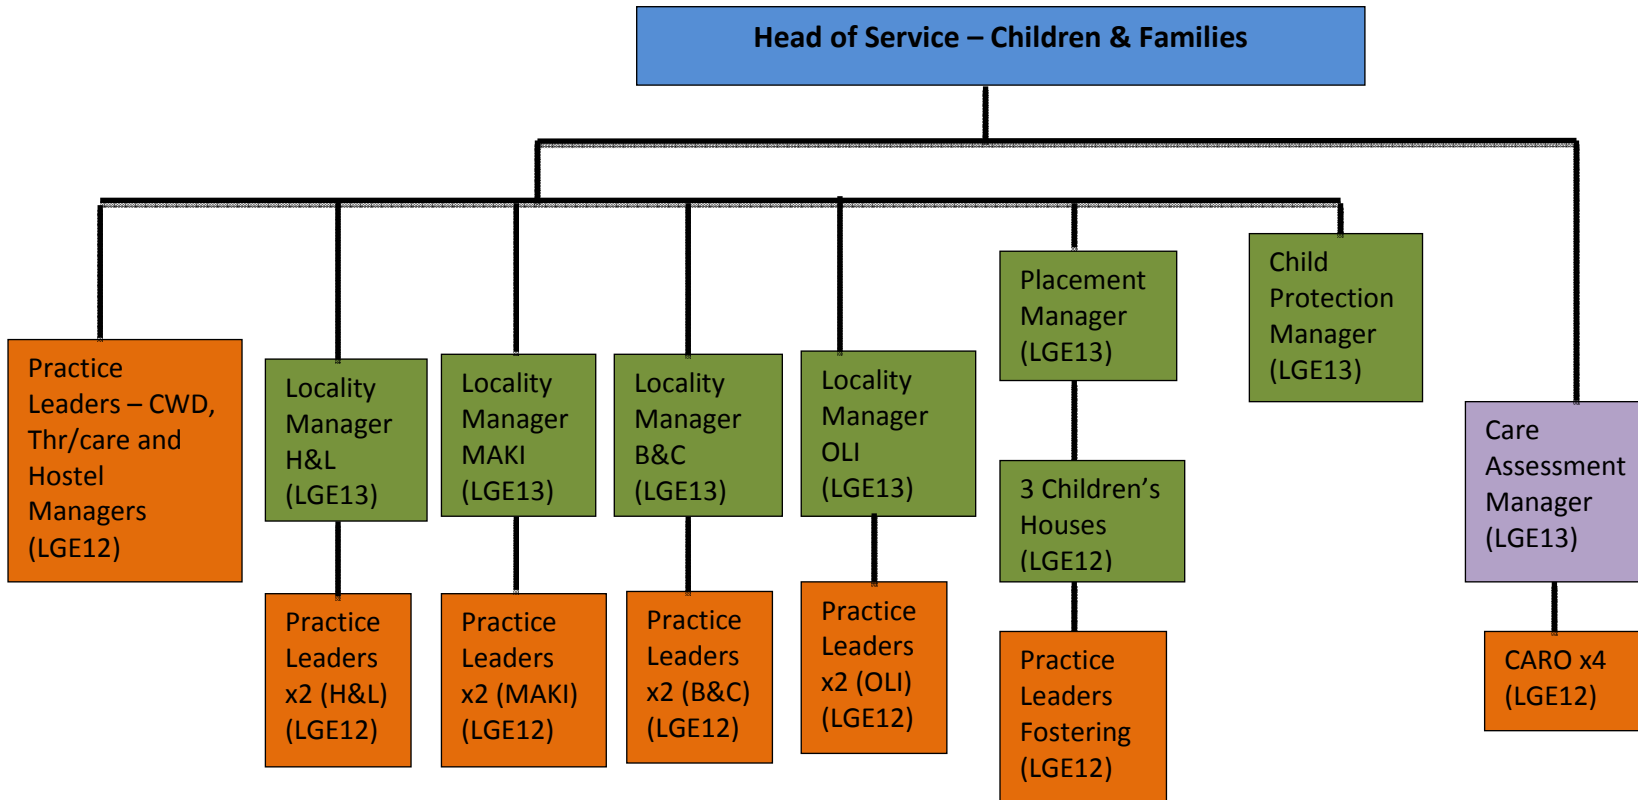 Head of Service – Children & Families
Practice
Leaders – CWD,
Thr/care and
Hostel
Managers
(LGE12)
Locality
Manager
H&L
(LGE13)
Locality
Manager
MAKI
(LGE13)
Locality
Manager
B&C
(LGE13)
Locality
Manager
OLI
(LGE13)
Placement
Manager
(LGE13)
Child
Protection
Manager
(LGE13)
Care
Assessment
Manager
(LGE13)
3 Children’s
Houses
(LGE12)
Practice
Leaders
x2 (H&L)
(LGE12)
Practice
Leaders
x2 (MAKI)
(LGE12)
Practice
Leaders
x2 (B&C)
(LGE12)
Practice
Leaders
x2 (OLI)
(LGE12)
Practice
Leaders
Fostering
(LGE12)
CARO x4
(LGE12)